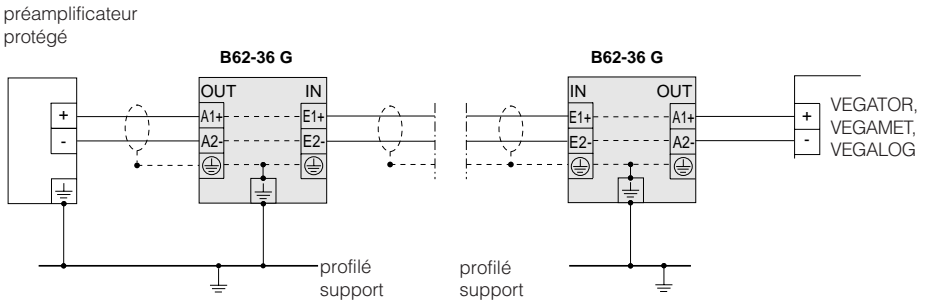 préamplificateur
protégé
B62-36 G
B62-36 G
OUT IN
IN OUT
+ A1+ E1+ E1+ A1+ +
- A2- E2- E2- A2- -
VEGATOR,
VEGAMET,
VEGALOG
profilé
support
profilé
support